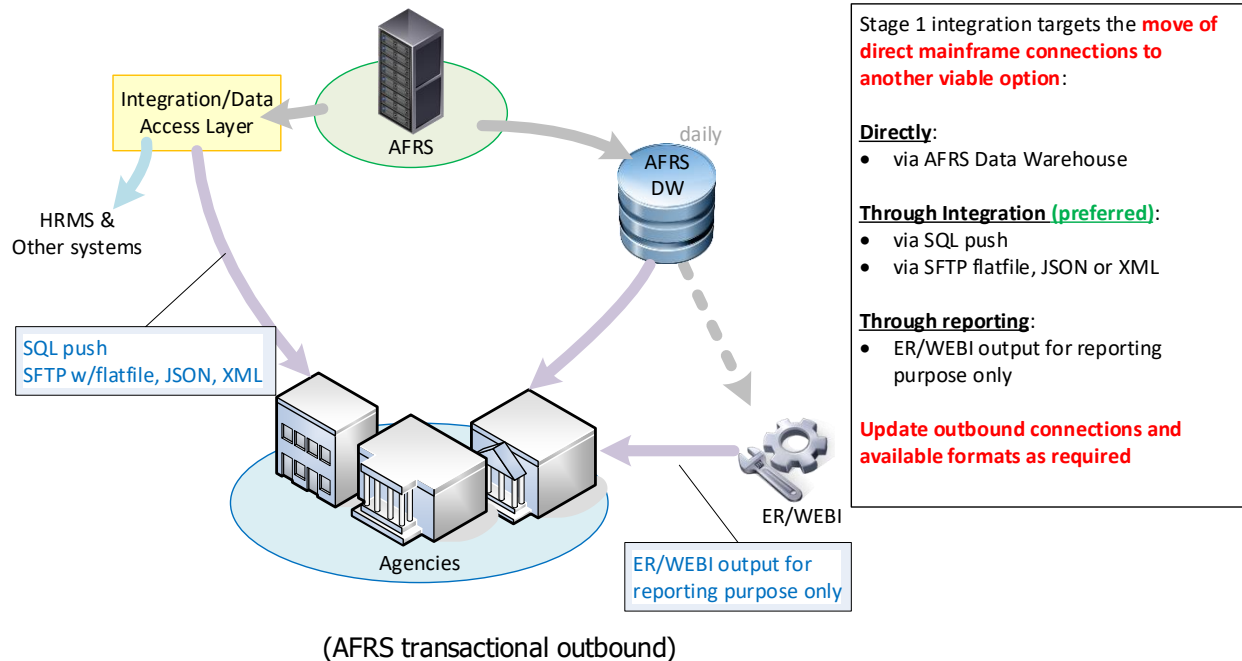 Integration/Data
Access Layer
AFRS
daily
AFRS
DW
HRMS &
Other systems
SQL push
SFTP w/flatfile, JSON, XML
Agencies
ER/WEBI
ER/WEBI output for
reporting purpose only
(AFRS transactional outbound)
Stage 1 integration targets the move of
direct mainframe connections to
another viable option:
Directly:
• via AFRS Data Warehouse
Through Integration (preferred):
• via SQL push
• via SFTP flatfile, JSON or XML
Through reporting:
• ER/WEBI output for reporting
purpose only
Update outbound connections and
available formats as required